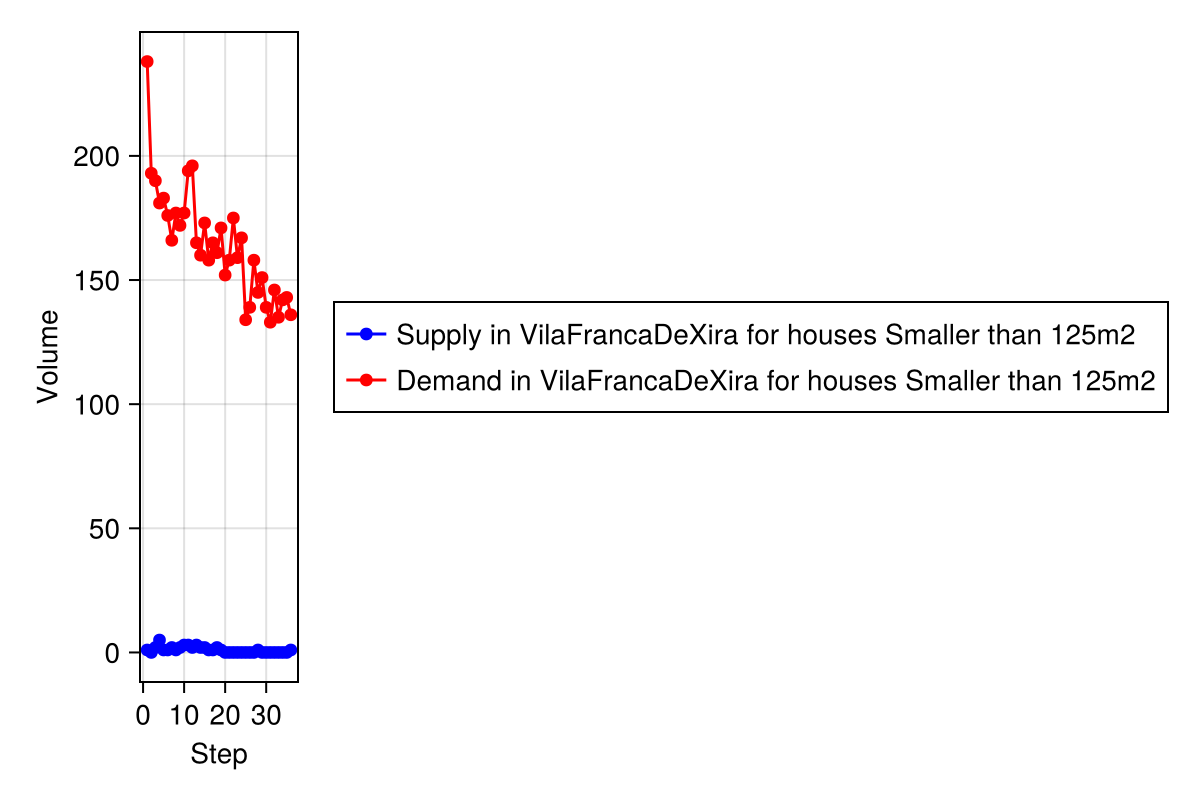 200
150
100
50
0
Volume
0 10 20 30
Step
Supply in VilaFrancaDeXira for houses Smaller than 125m2
Demand in VilaFrancaDeXira for houses Smaller than 125m2